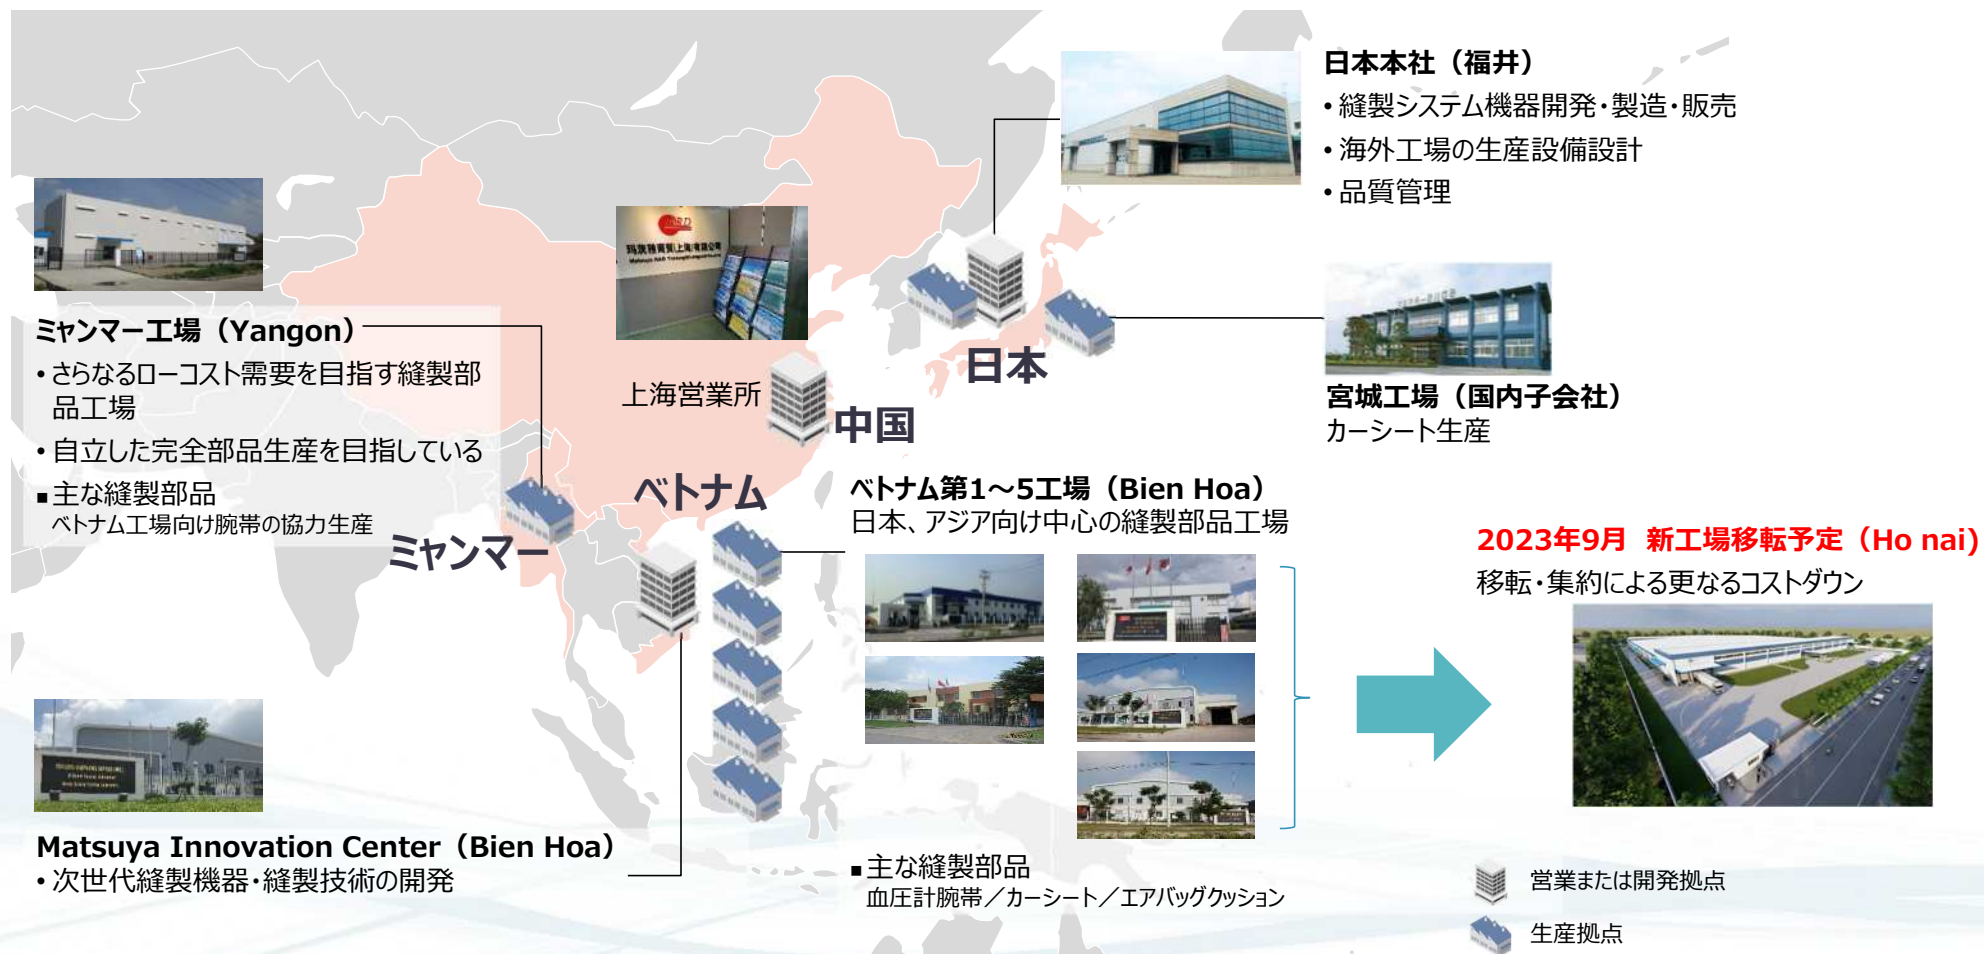 日本本社（福井）
・縫製システム機器開発・製造・販売
・海外工場の生産設備設計
・品質管理
玛茨雅商贸(上海)有限公司
宮城工場（国内子会社）
カーシート生産
日本
上海営業所
中国
ミャンマー工場（Yangon）
・さらなるローコスト需要を目指す縫製部
品工場
・自立した完全部品生産を目指している
■主な縫製部品
ベトナム工場向け腕帯の協力生産
ミャンマー
ベトナム
ベトナム第1～5工場（Bien Hoa）
日本、アジア向け中心の縫製部品工場
■主な縫製部品
血圧計腕帯／カーシート／エアバッグクッション
2023年9月 新工場移転予定（Ho nai)
移転・集約による更なるコストダウン
Matsuya Innovation Center（Bien Hoa）
・次世代縫製機器・縫製技術の開発
営業または開発拠点
生産拠点